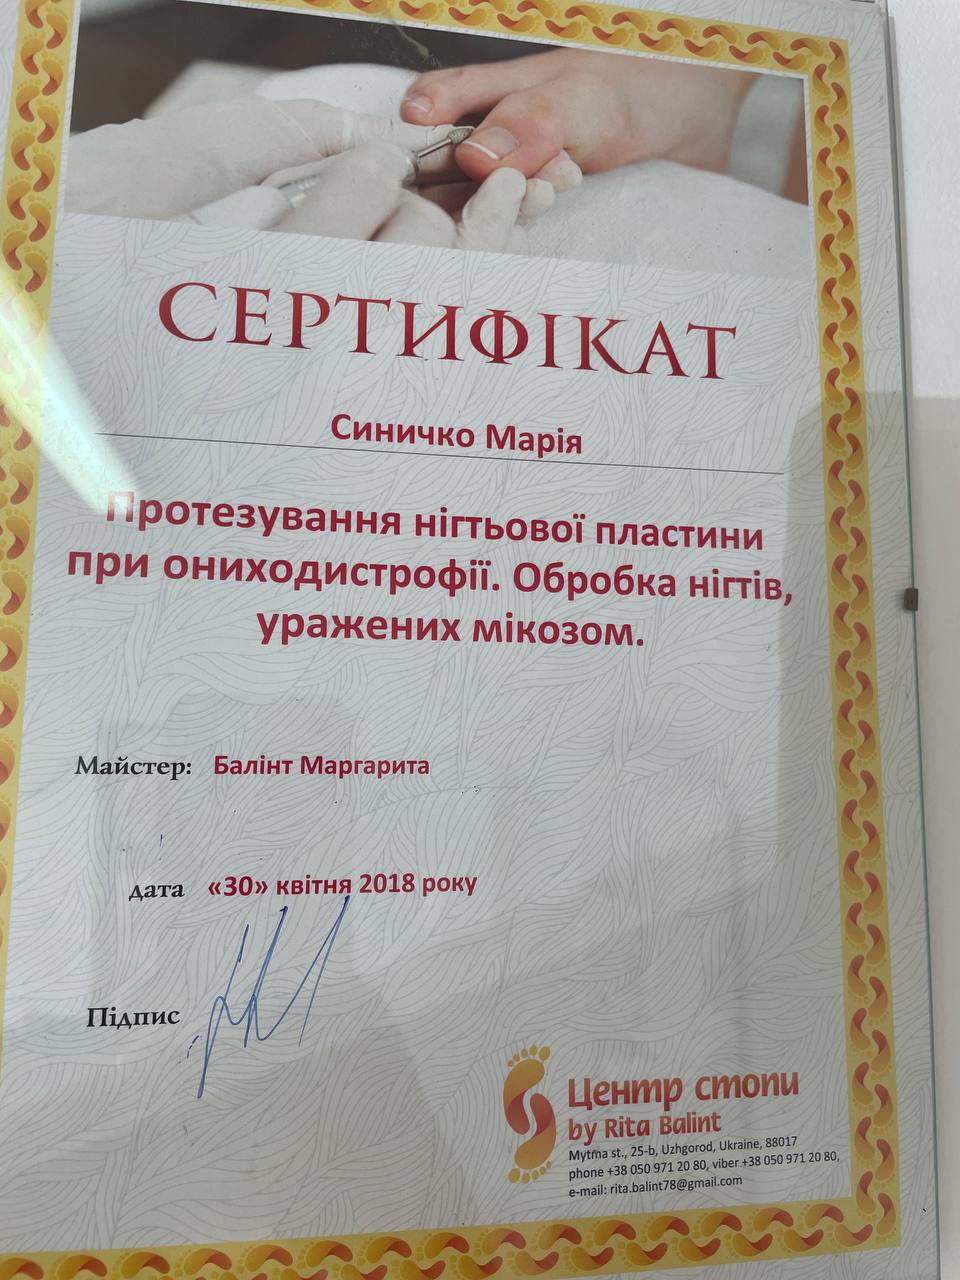 СЕРТИФІКАТ
Синичко Марія
Протезування нігтьової пластини
при ониходистрофії. Обробка нігтів,
уражених мікозом.
Майстер: Балінт Маргарита
дата «30» квітня 2018 року
Підпис
Центр стопи
by Rita Balint
Mytna st., 25-b, Uzhgorod, Ukraine, 88017
phone +38 050 971 20 80, viber +38 050 971 20 80,
e-mail: rita.balint78@gmail.com